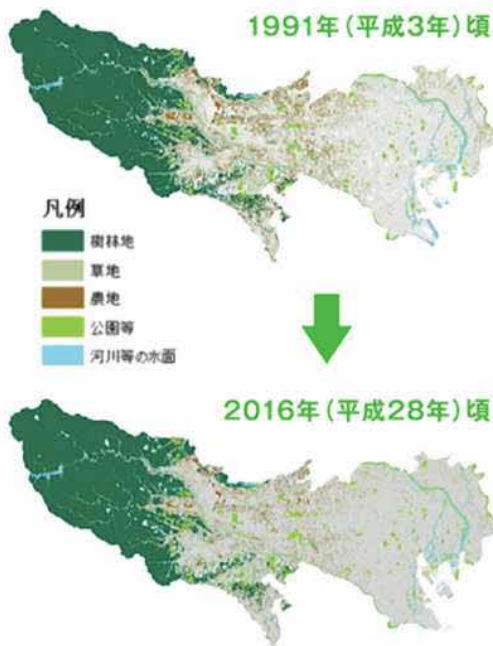 1991年(平成3年)頃
凡例
樹林地
草地
農地
公園等
河川等の水面
2016年(平成28年)頃